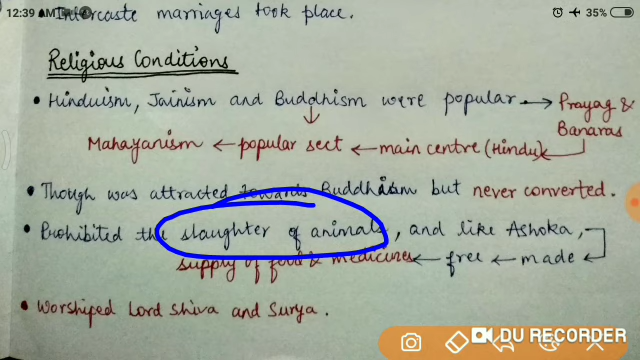 12:39 AM 35%
Intercaste marriages took place.
Religious Conditions
• Hinduism, Jainism and Buddhism were popular → Prayag &
Banaras
Mahayanism ← popular sect ← main centre (Hindu)
• Though was attracted towards Buddhism but never converted.
• Prohibited the slaughter of animals, and like Ashoka,
supply of food & medicines ← free ← made
• Worshiped Lord Shiva and Surya.
DU RECORDER